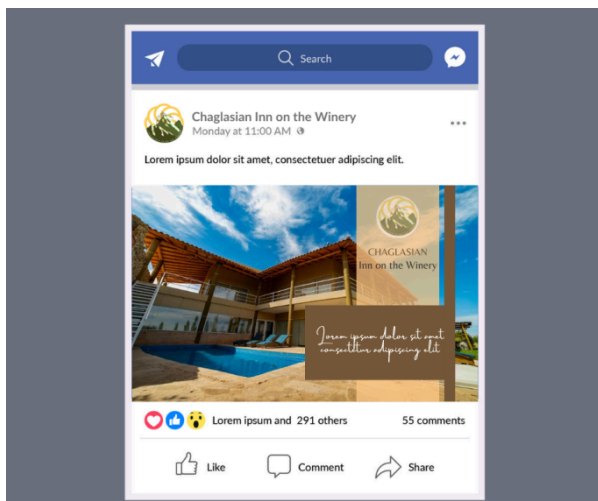 Search
Chaglasian Inn on the Winery
Monday at 11:00 AM
Lorem ipsum dolor sit amet, consectetuer adipiscing elit.
CHAGLASIAN
Inn on the Winery
Lorem ipsum dolor sit amet
consectetur adipiscing elit
Lorem ipsum and 291 others
55 comments
Like
Comment
Share